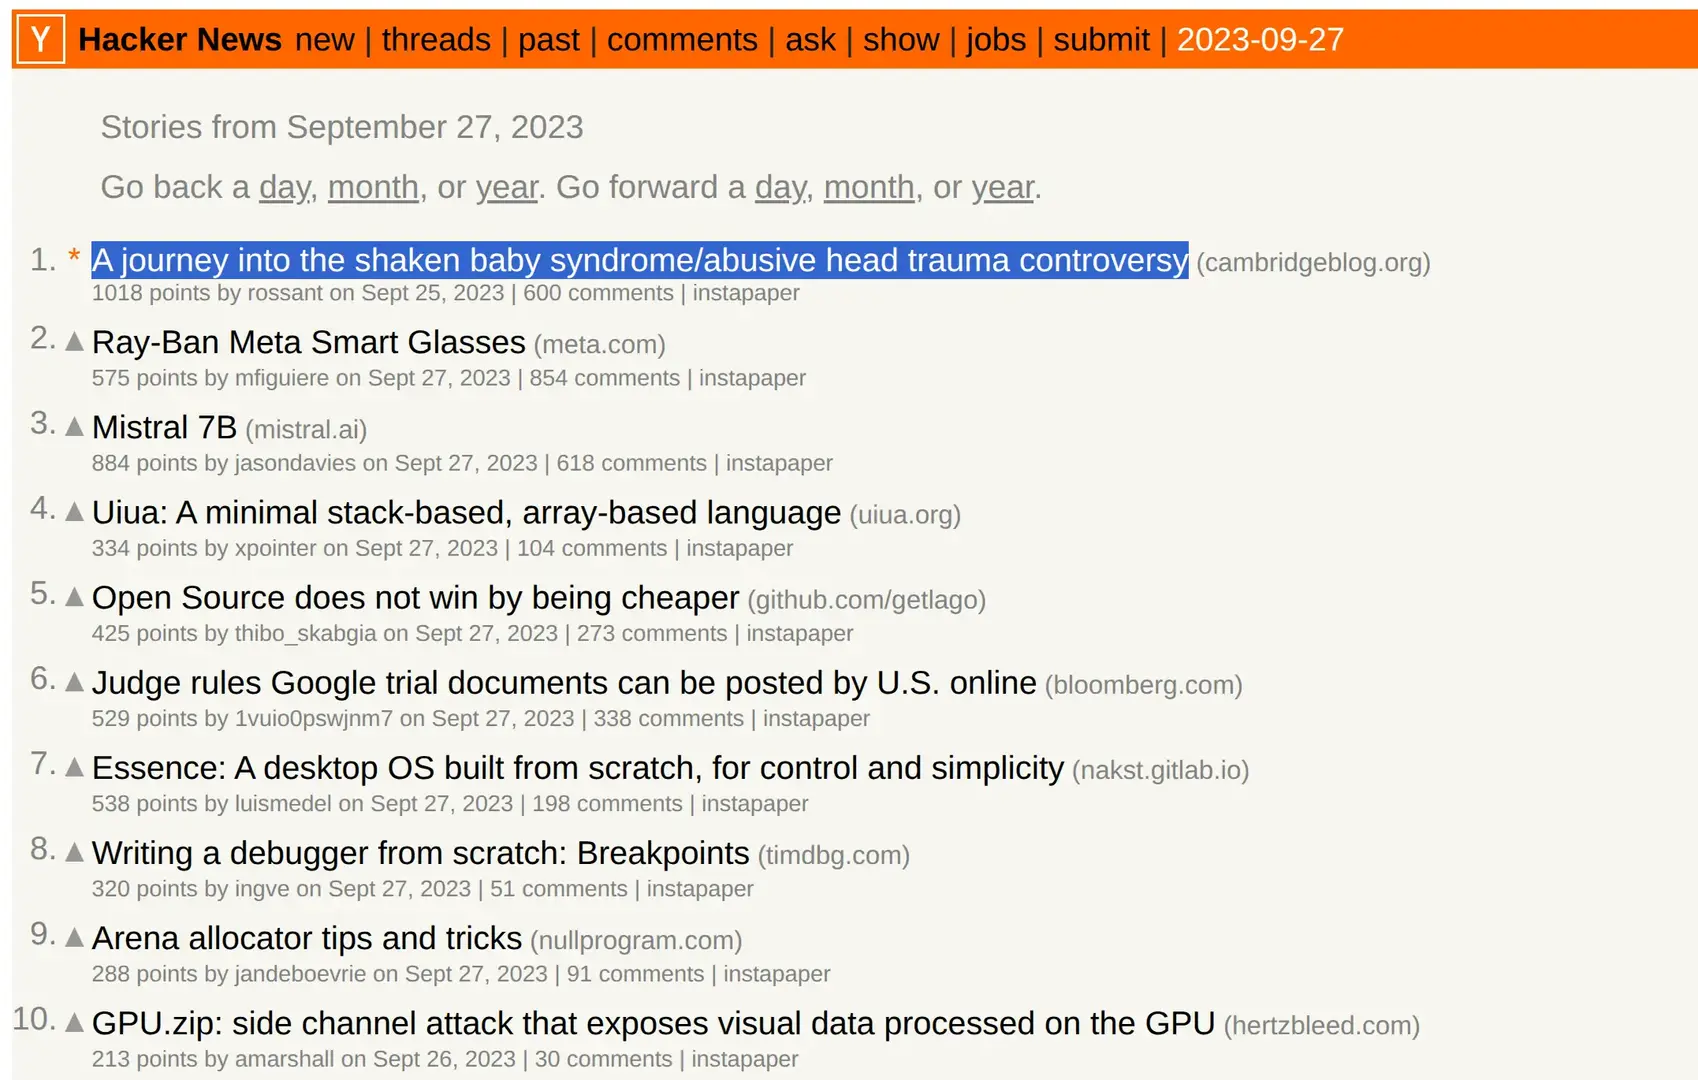 Y Hacker News new | threads | past | comments | ask | show | jobs | submit | 2023-09-27
Stories from September 27, 2023
Go back a day, month, or year. Go forward a day, month, or year.
1. * A journey into the shaken baby syndrome/abusive head trauma controversy (cambridgeblog.org)
1018 points by rossant on Sept 25, 2023 | 600 comments | instapaper
2. ▲ Ray-Ban Meta Smart Glasses (meta.com)
575 points by mfiguiere on Sept 27, 2023 | 854 comments | instapaper
3. ▲ Mistral 7B (mistral.ai)
884 points by jasondavies on Sept 27, 2023 | 618 comments | instapaper
4. ▲ Uiua: A minimal stack-based, array-based language (uiua.org)
334 points by xpointer on Sept 27, 2023 | 104 comments | instapaper
5. ▲ Open Source does not win by being cheaper (github.com/getlago)
425 points by thibo_skabgia on Sept 27, 2023 | 273 comments | instapaper
6. ▲ Judge rules Google trial documents can be posted by U.S. online (bloomberg.com)
529 points by 1vuio0pswjnm7 on Sept 27, 2023 | 338 comments | instapaper
7. ▲ Essence: A desktop OS built from scratch, for control and simplicity (nakst.gitlab.io)
538 points by luismedel on Sept 27, 2023 | 198 comments | instapaper
8. ▲ Writing a debugger from scratch: Breakpoints (timdbg.com)
320 points by ingve on Sept 27, 2023 | 51 comments | instapaper
9. ▲ Arena allocator tips and tricks (nullprogram.com)
288 points by jandeboevrie on Sept 27, 2023 | 91 comments | instapaper
10. ▲ GPU.zip: side channel attack that exposes visual data processed on the GPU (hertzbleed.com)
213 points by amarshall on Sept 26, 2023 | 30 comments | instapaper